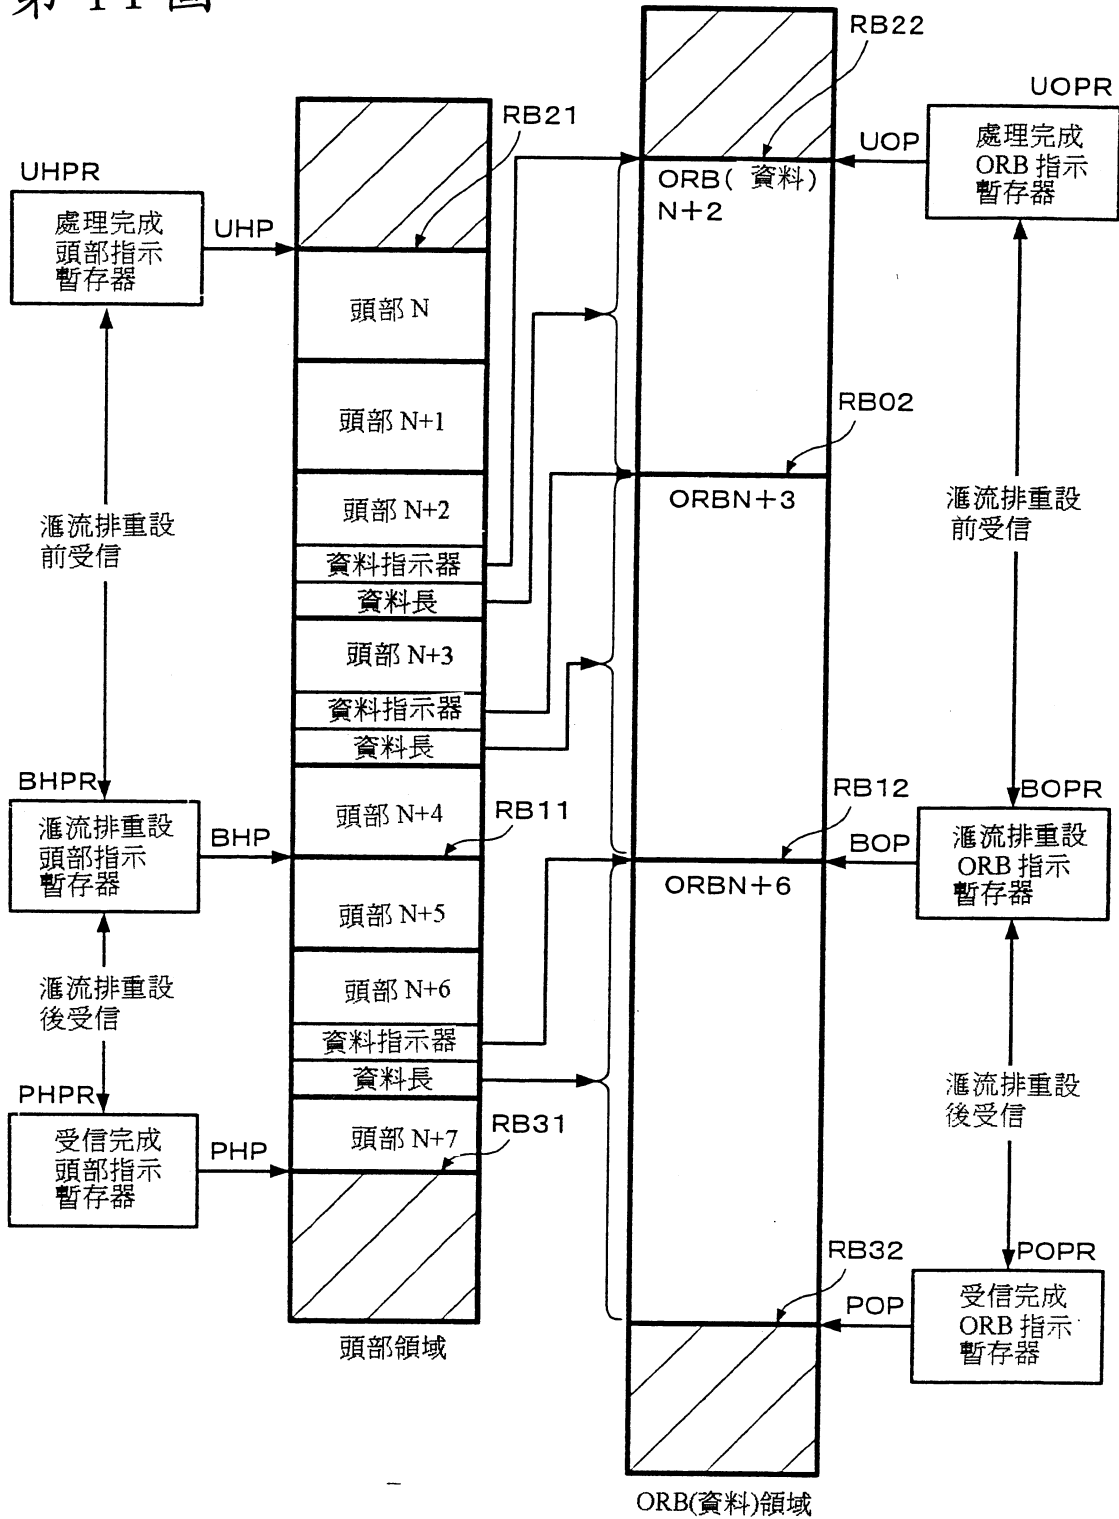 第 11 圖
RB22
UOPR
處理完成
ORB 指示
暫存器
UOP
RB21
ORB( 資料)
N+2
UHPR
處理完成
頭部指示
暫存器
UHP
頭部 N
頭部 N+1
RB02
頭部 N+2
ORBN+3
資料指示器
資料長
滙流排重設
前受信
滙流排重設
前受信
頭部 N+3
資料指示器
資料長
BHPR
滙流排重設
頭部指示
暫存器
BHP
頭部 N+4
RB11
RB12
BOPR
滙流排重設
ORB 指示
暫存器
BOP
ORBN+6
頭部 N+5
頭部 N+6
資料指示器
資料長
滙流排重設
後受信
滙流排重設
後受信
PHPR
受信完成
頭部指示
暫存器
PHP
頭部 N+7
RB31
RB32
POPR
受信完成
ORB 指示
暫存器
POP
頭部領域
ORB(資料)領域